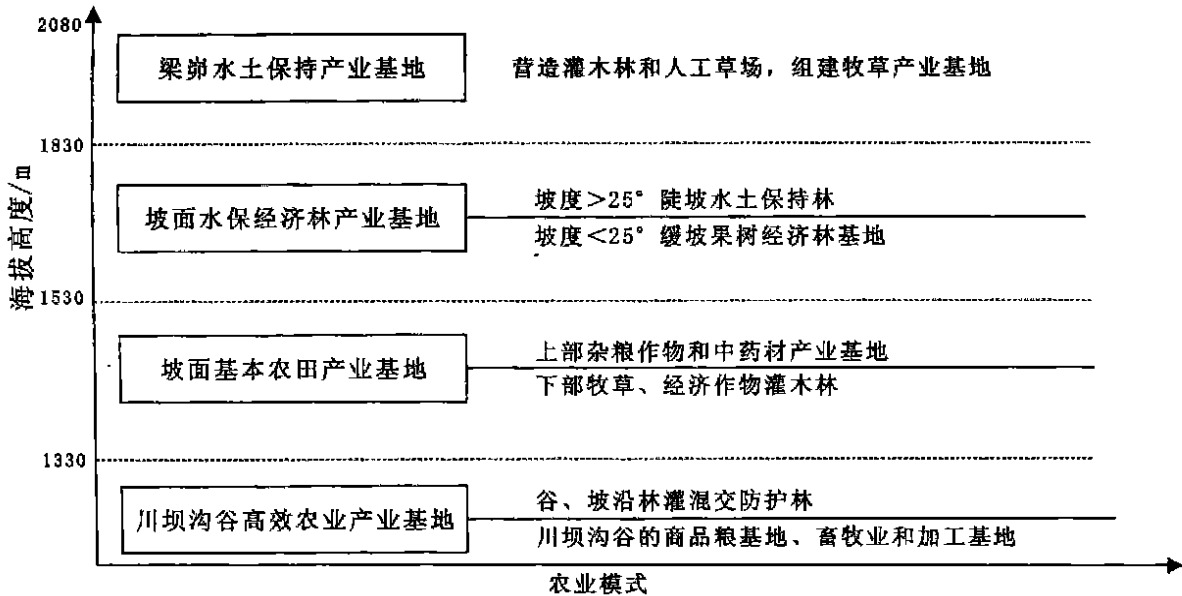 2080
梁峁水土保持产业基地
营造灌木林和人工草场，组建牧草产业基地
1830
坡面水保经济林产业基地
坡度>25° 陡坡水土保持林
坡度<25° 缓坡果树经济林基地
海拔高度/m
1530
坡面基本农田产业基地
上部杂粮作物和中药材产业基地
下部牧草、经济作物灌木林
1330
川坝沟谷高效农业产业基地
谷、坡沿林灌混交防护林
川坝沟谷的商品粮基地、畜牧业和加工基地
农业模式